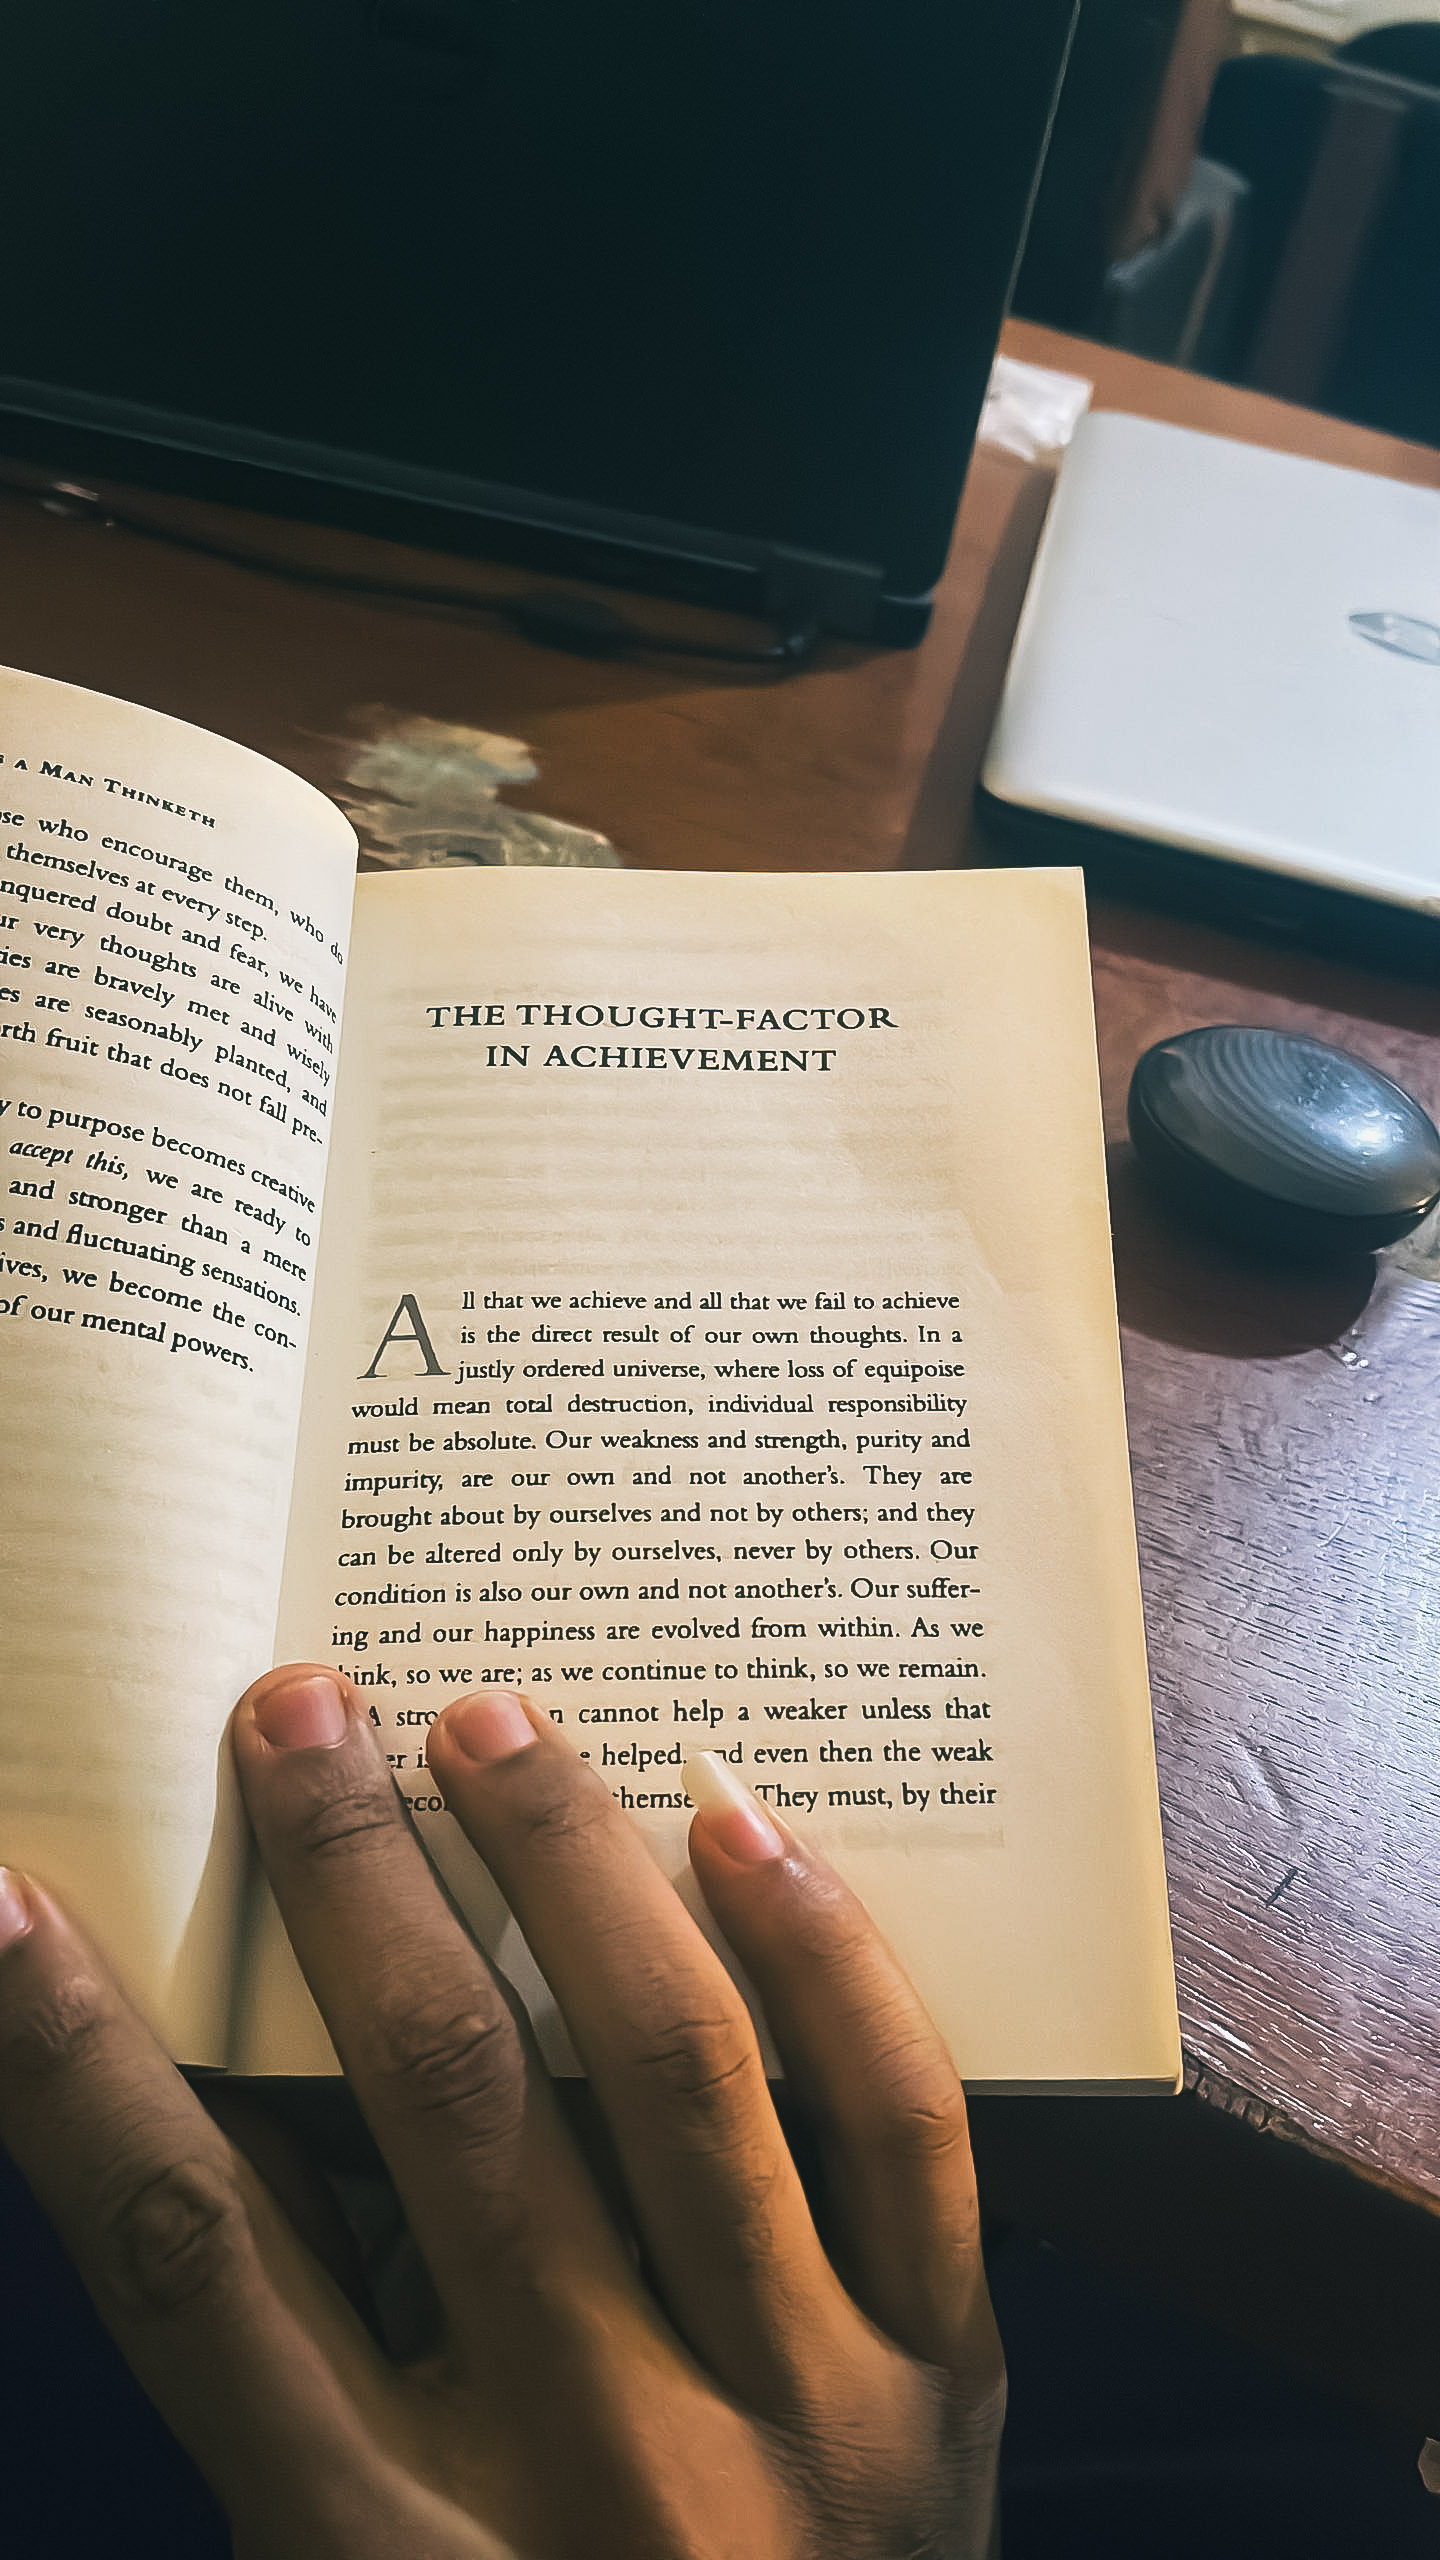 A MAN THINKETH
who encourage them, who do
themselves at every step.
doubt and fear, we have
very thoughts are alive with
are bravely met and wisely
are seasonably planted, and
fruit that does not fall pre-
to purpose becomes creative
accept this, we are ready to
and stronger than a mere
and fluctuating sensations.
we become the con-
of our mental powers.
THE THOUGHT-FACTOR
IN ACHIEVEMENT
All that we achieve and all that we fail to achieve
is the direct result of our own thoughts. In a
justly ordered universe, where loss of equipoise
would mean total destruction, individual responsibility
must be absolute. Our weakness and strength, purity and
impurity, are our own and not another's. They are
brought about by ourselves and not by others; and they
can be altered only by ourselves, never by others. Our
condition is also our own and not another's. Our suffer-
ing and our happiness are evolved from within. As we
think, so we are; as we continue to think, so we remain.
A cannot help a weaker unless that
helped, and even then the weak
They must, by their